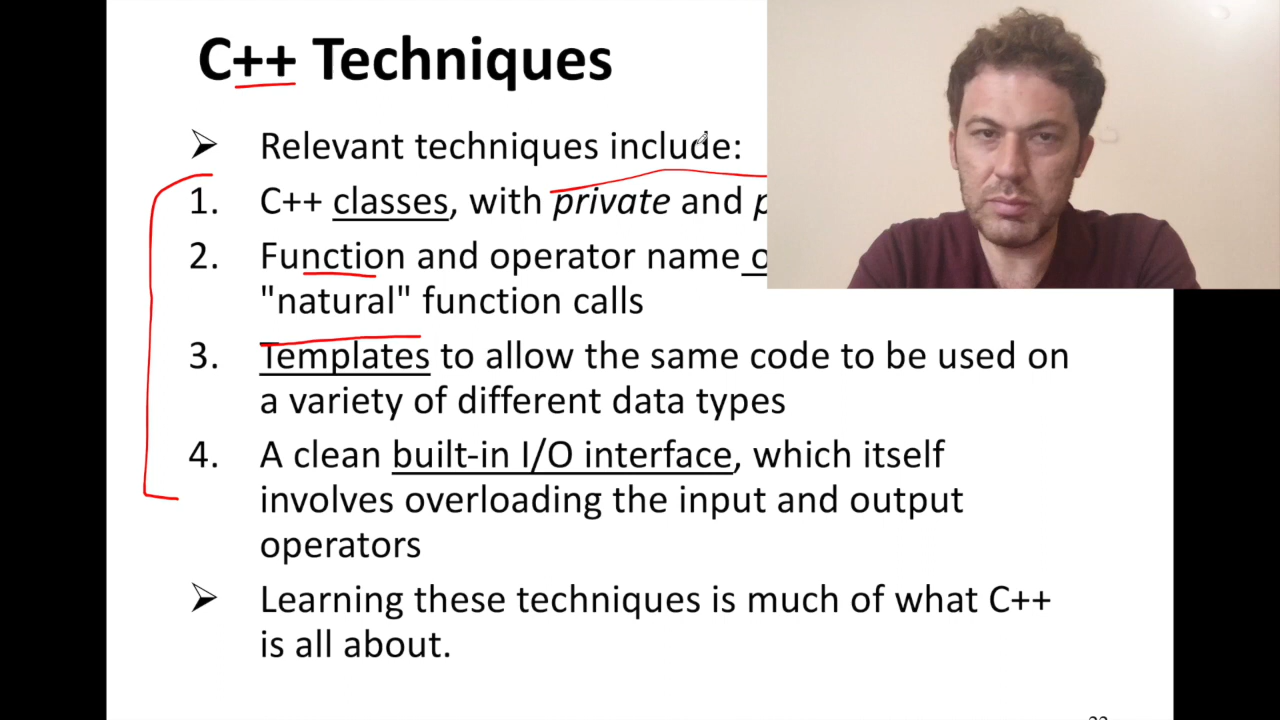 C++ Techniques
➢ Relevant techniques include:
1. C++ classes, with private and
2. Function and operator name
"natural" function calls
3. Templates to allow the same code to be used on
a variety of different data types
4. A clean built-in I/O interface, which itself
involves overloading the input and output
operators
➢ Learning these techniques is much of what C++
is all about.